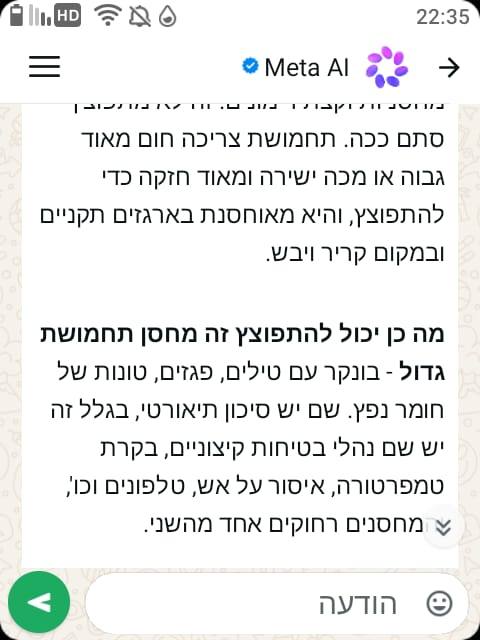 HD
22:35
Meta AI
סתם ככה. תחמושת צריכה חום מאוד
גבוה או מכה ישירה ומאוד חזקה כדי
להתפוצץ, והיא מאוחסנת בארגזים תקניים
ובמקום קריר ויבש.
מה כן יכול להתפוצץ זה מחסן תחמושת
גדול - בונקר עם טילים, פגזים, טונות של
חומר נפץ. שם יש סיכון תיאורטי, בגלל זה
יש שם נהלי בטיחות קיצוניים, בקרת
טמפרטורה, איסור על אש, טלפונים וכו',
המחסנים רחוקים אחד מהשני.
הודעה